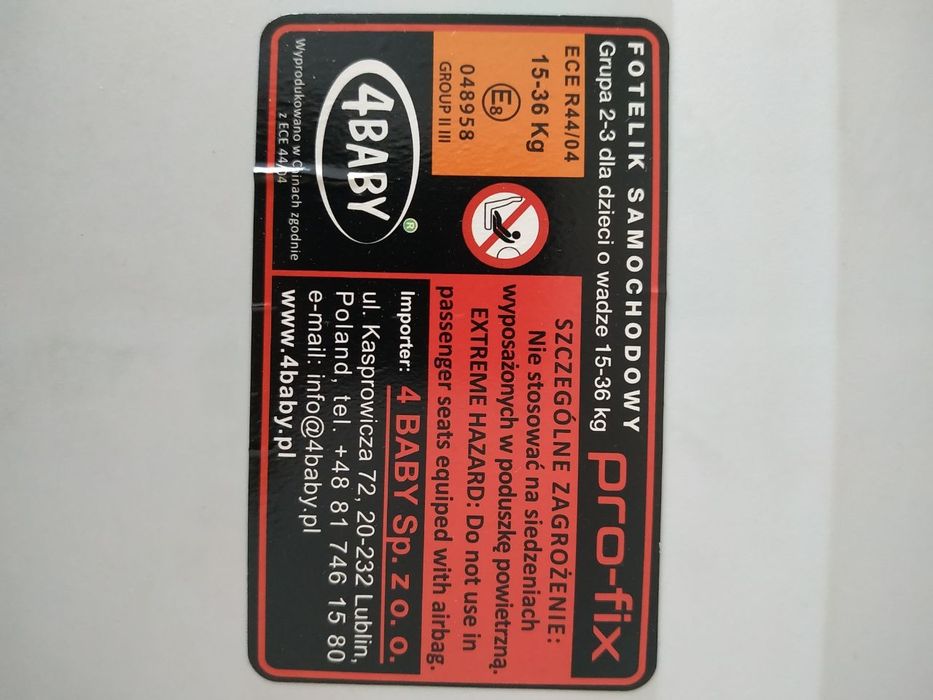 FOTELIK SAMOCHODOWY
Grupa 2-3 dla dzieci o wadze 15-36 kg
pro-fix
ECE R44/04
15-36 Kg
E8
048958
GROUP II III
SZCZEGÓLNE ZAGROŻENIE:
Nie stosować na siedzeniach
wyposażonych w poduszkę powietrzną.
EXTREME HAZARD: Do not use in
passenger seats equiped with airbag.
4BABY
®
Wyprodukowano w Chinach zgodnie
z ECE 44/04
Importer: 4 BABY Sp. z o. o.
ul. Kasprowicza 72, 20-232 Lublin,
Poland, tel. +48 81 746 15 80
e-mail: info@4baby.pl
www.4baby.pl